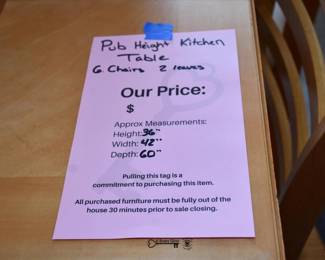 Pub Height Kitchen
Table
6 Chairs 2 leaves
Our Price:
$
Approx Measurements:
Height: 36"
Width: 42"
Depth: 60"
Pulling this tag is a
commitment to purchasing this item.
All purchased furniture must be fully out of the
house 30 minutes prior to sale closing.